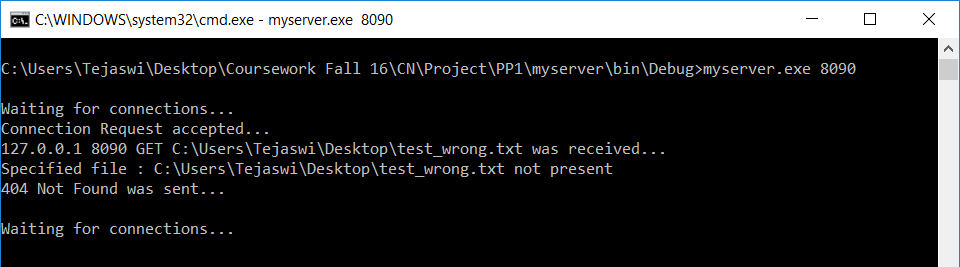 C:\WINDOWS\system32\cmd.exe - myserver.exe  8090
C:\Users\Tejaswi\Desktop\Coursework Fall 16\CN\Project\PP1\myserver\bin\Debug>myserver.exe 8090
Waiting for connections...
Connection Request accepted...
127.0.0.1 8090 GET C:\Users\Tejaswi\Desktop\test_wrong.txt was received...
Specified file : C:\Users\Tejaswi\Desktop\test_wrong.txt not present
404 Not Found was sent...
Waiting for connections...